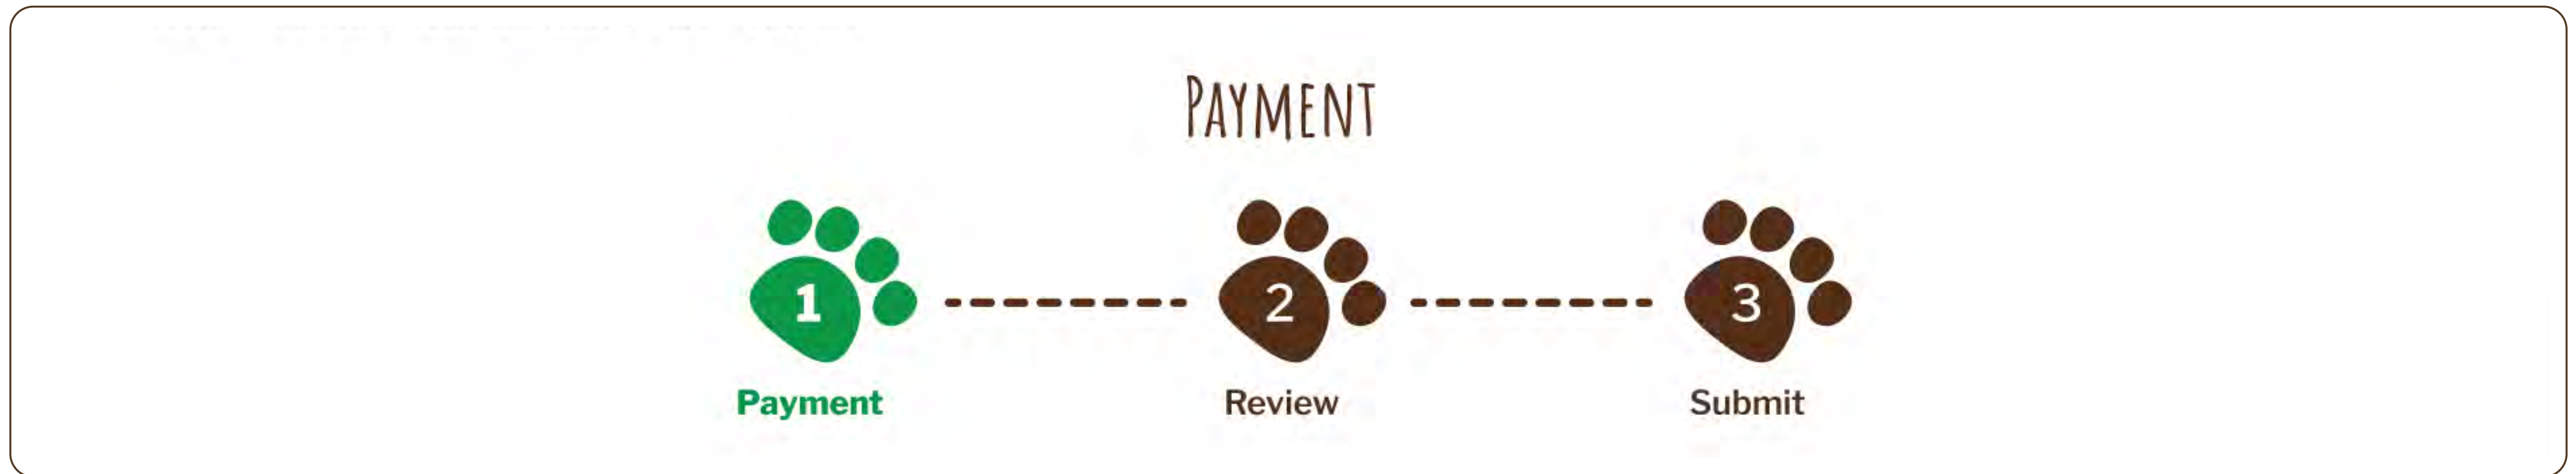 PAYMENT
1 2 3
Payment Review Submit